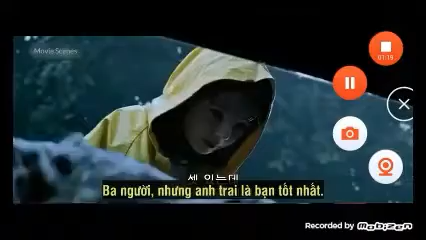 Movie Scenes
01:19
세 있는데
Ba người, nhưng anh trai là bạn tốt nhất.
Recorded by Mobizen